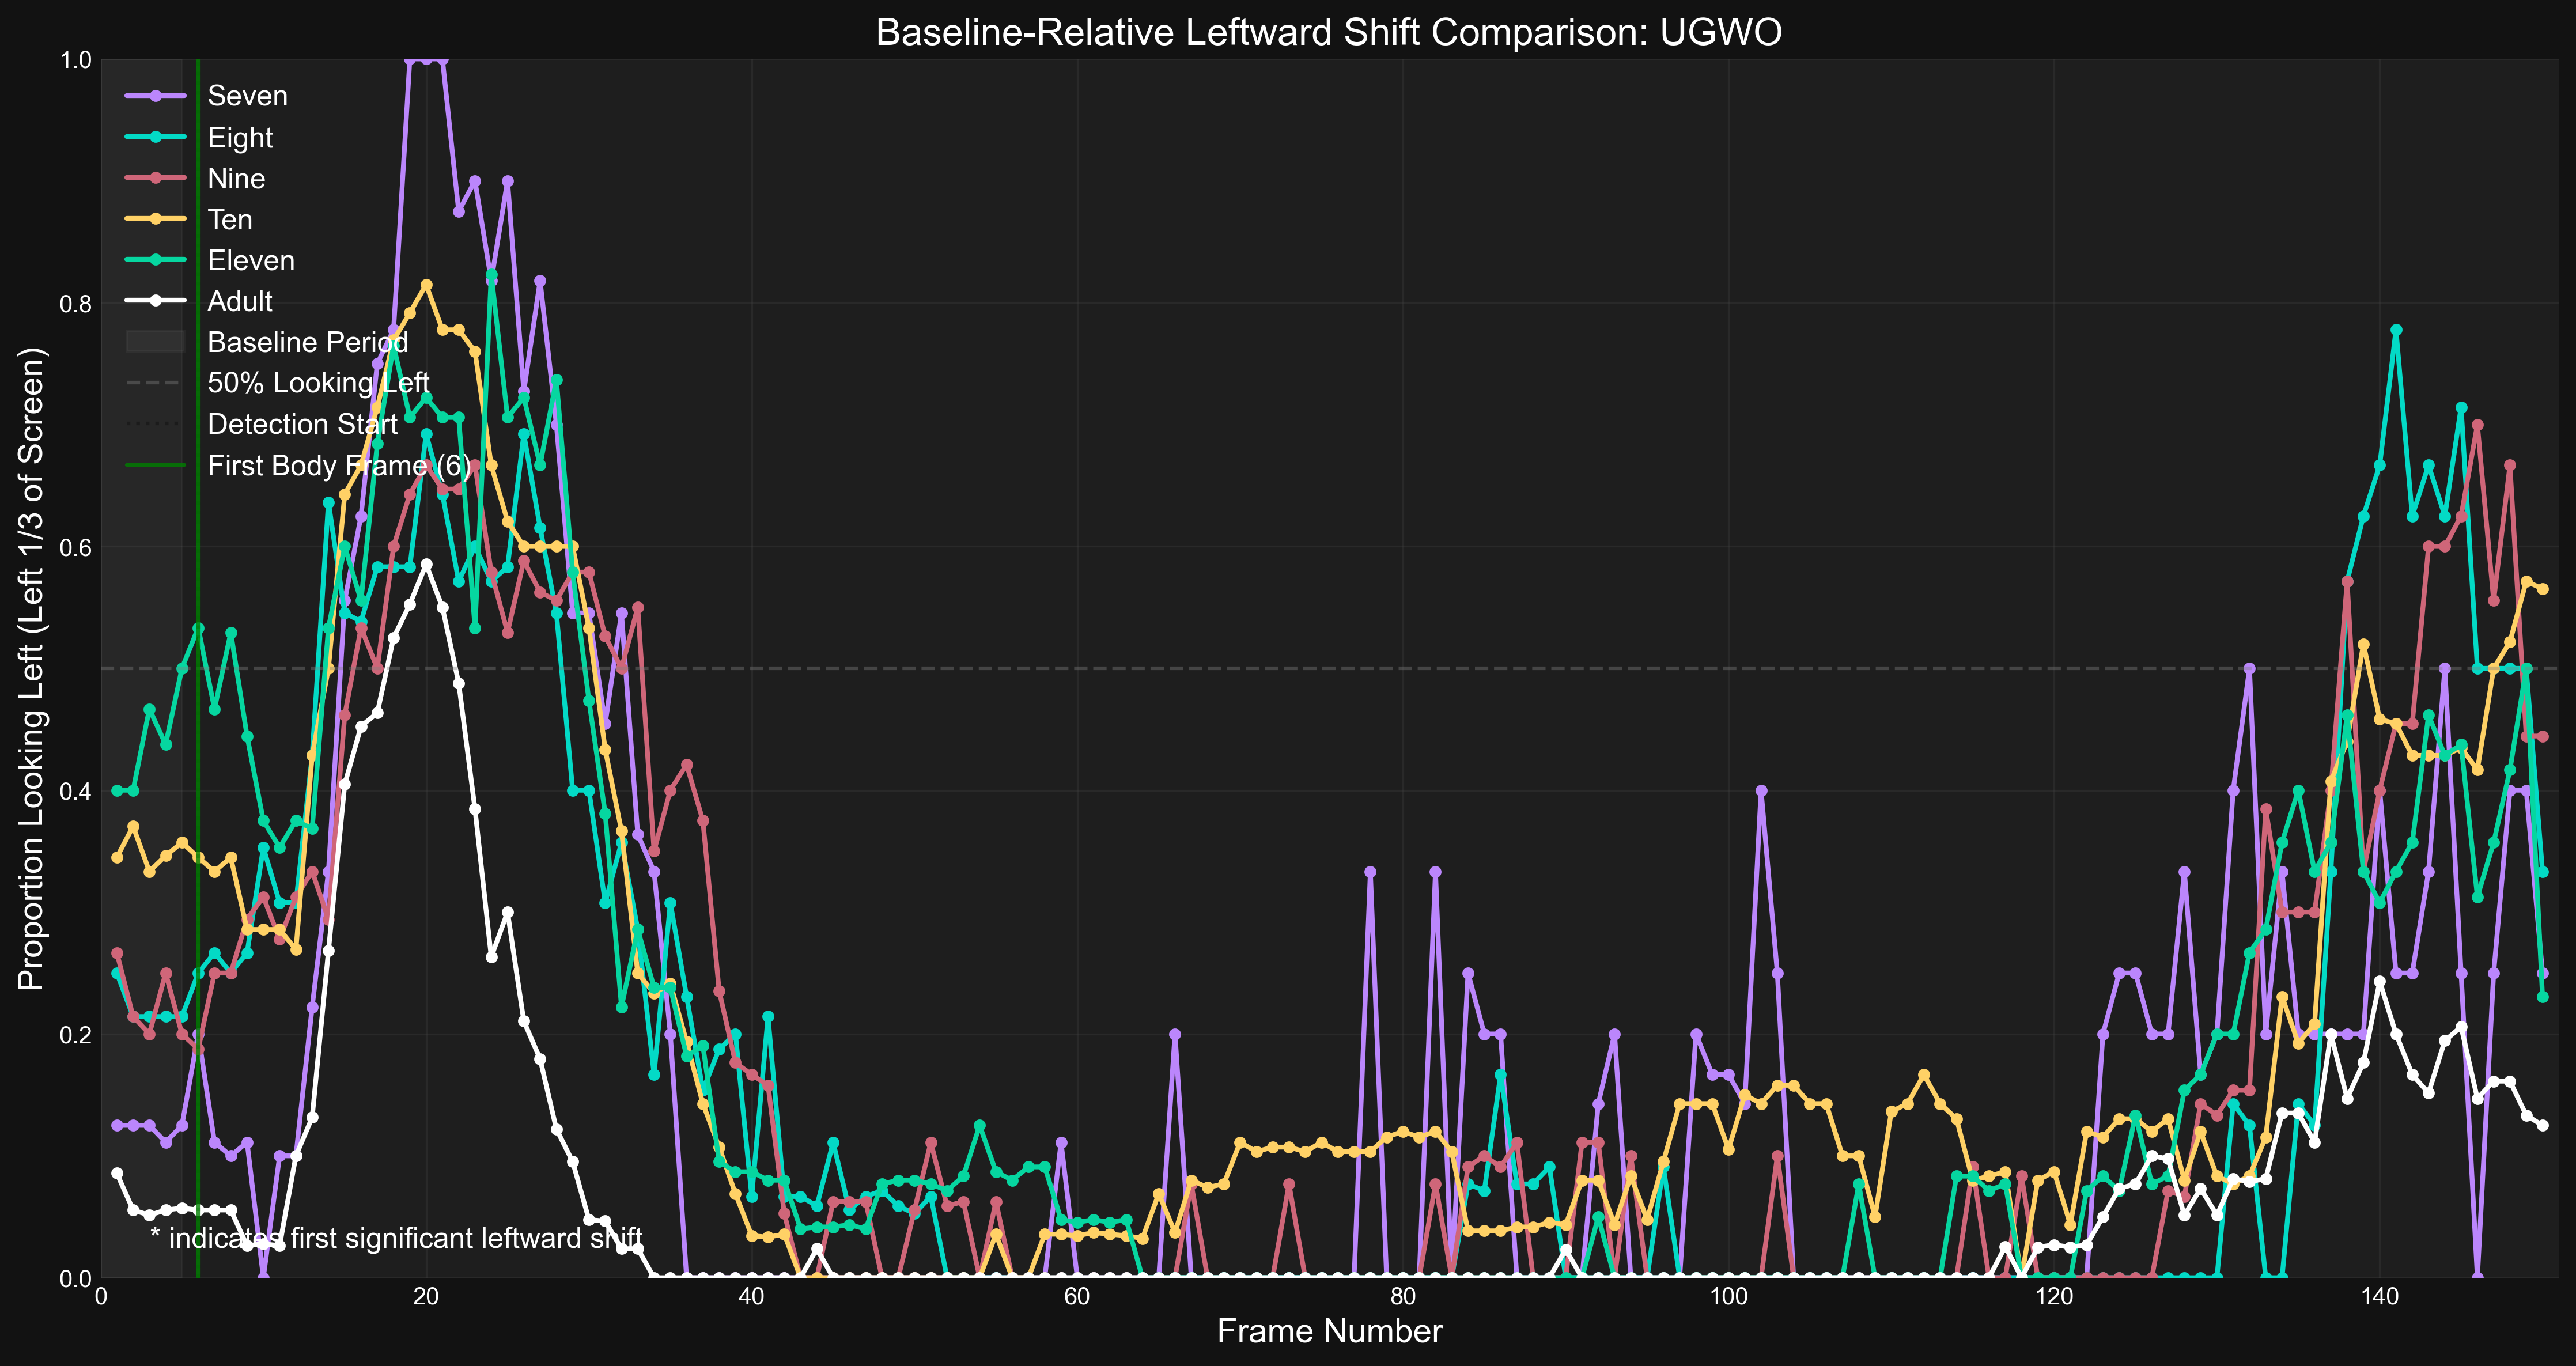 Baseline-Relative Leftward Shift Comparison: UGWO
1.0
0.8
0.6
0.4
0.2
0.0
Proportion Looking Left (Left 1/3 of Screen)
Seven
Eight
Nine
Ten
Eleven
Adult
Baseline Period
50% Looking Left
Detection Start
First Body Frame (6)
* indicates first significant leftward shift
0 20 40 60 80 100 120 140
Frame Number